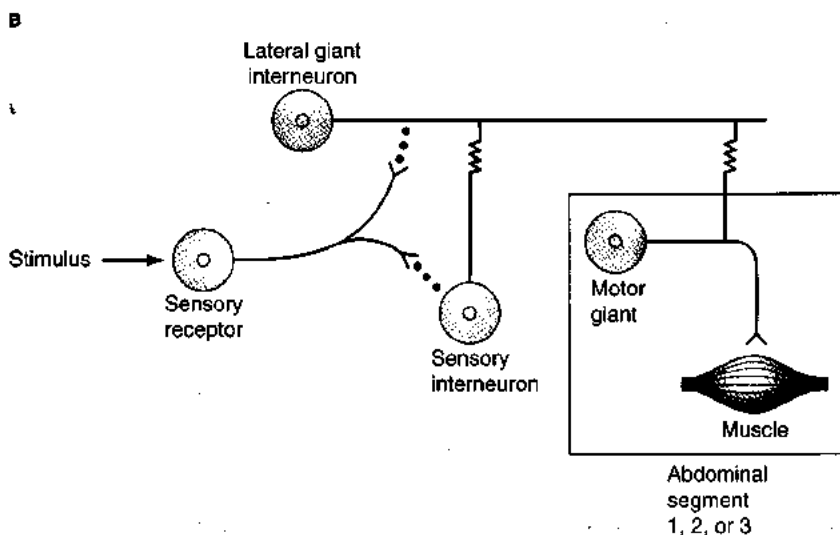 B
Lateral giant
interneuron
Stimulus
Sensory
receptor
Sensory
interneuron
Motor
giant
Muscle
Abdominal
segment
1, 2, or 3